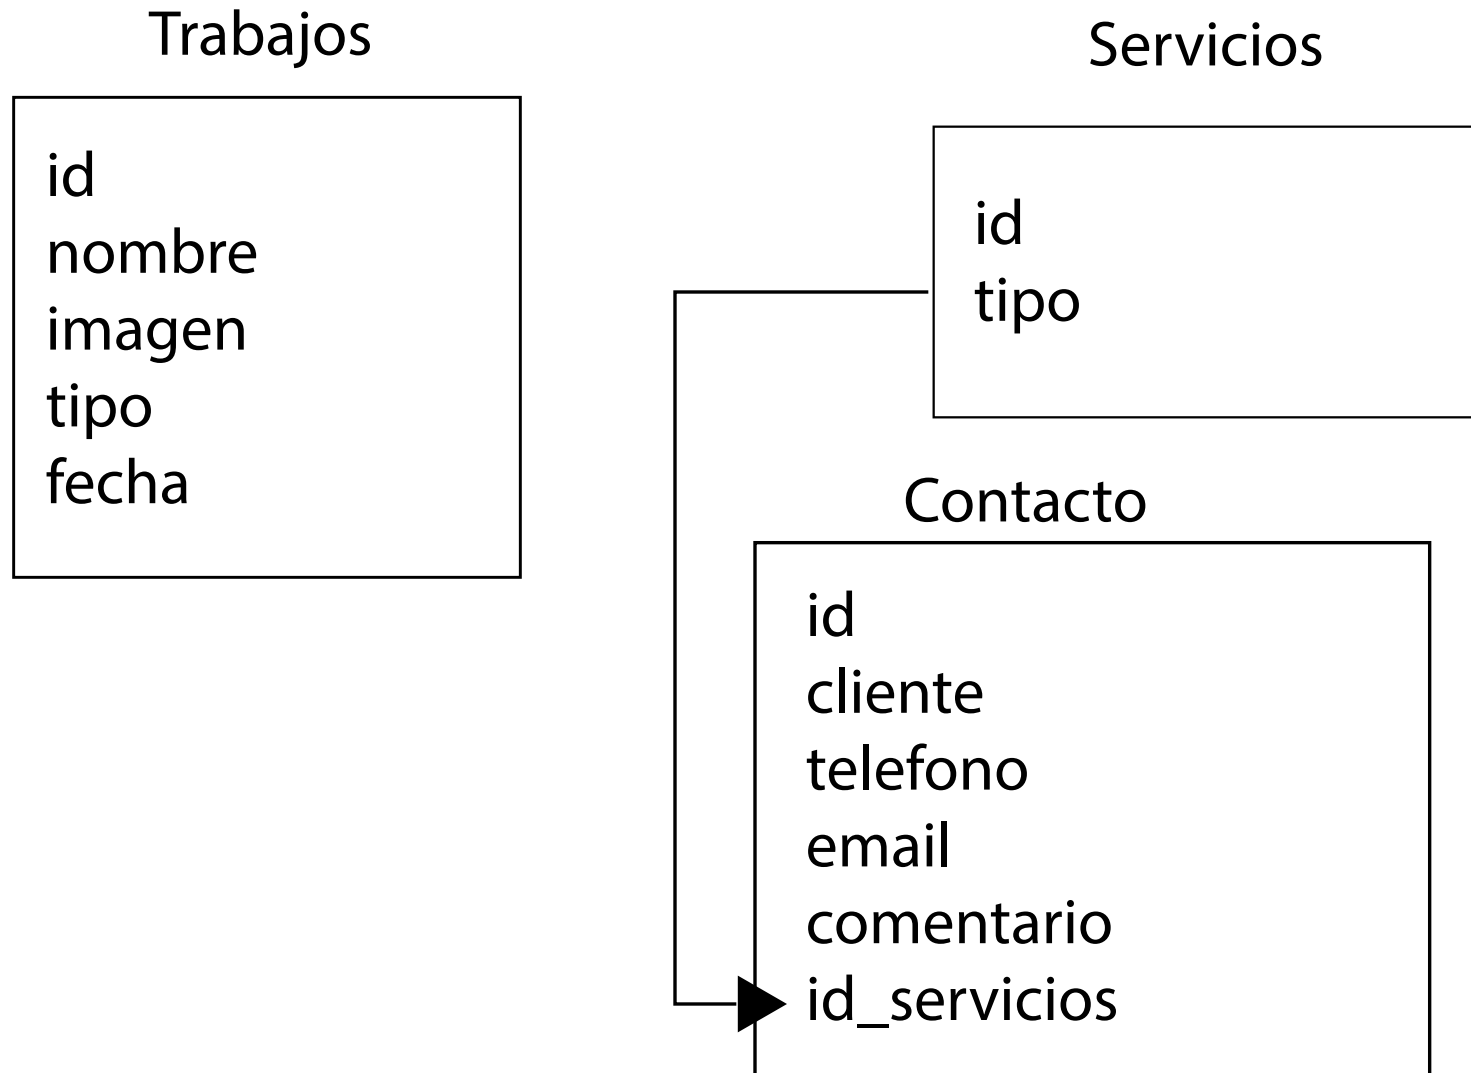 Trabajos
id
nombre
imagen
tipo
fecha
Servicios
id
tipo
Contacto
id
cliente
telefono
email
comentario
id_servicios